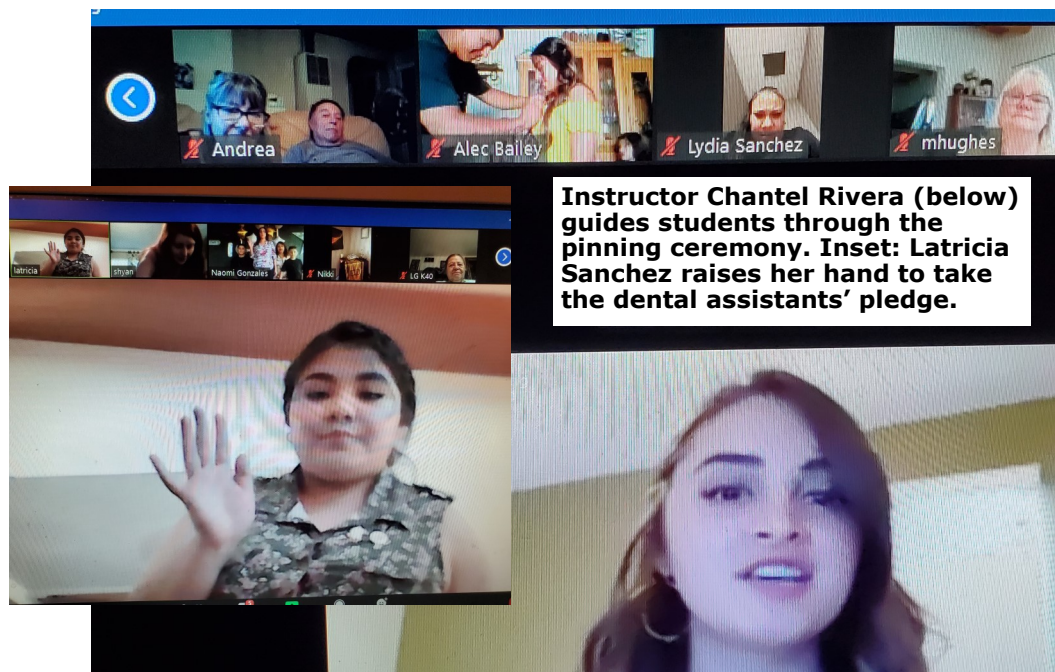 Andrea
Alec Bailey
Lydia Sanchez
mhughes
Instructor Chantel Rivera (below)
guides students through the
pinning ceremony. Inset: Latricia
Sanchez raises her hand to take
the dental assistants’ pledge.
latricia
shyan
Naomi Gonzales
Nikki
LG K40